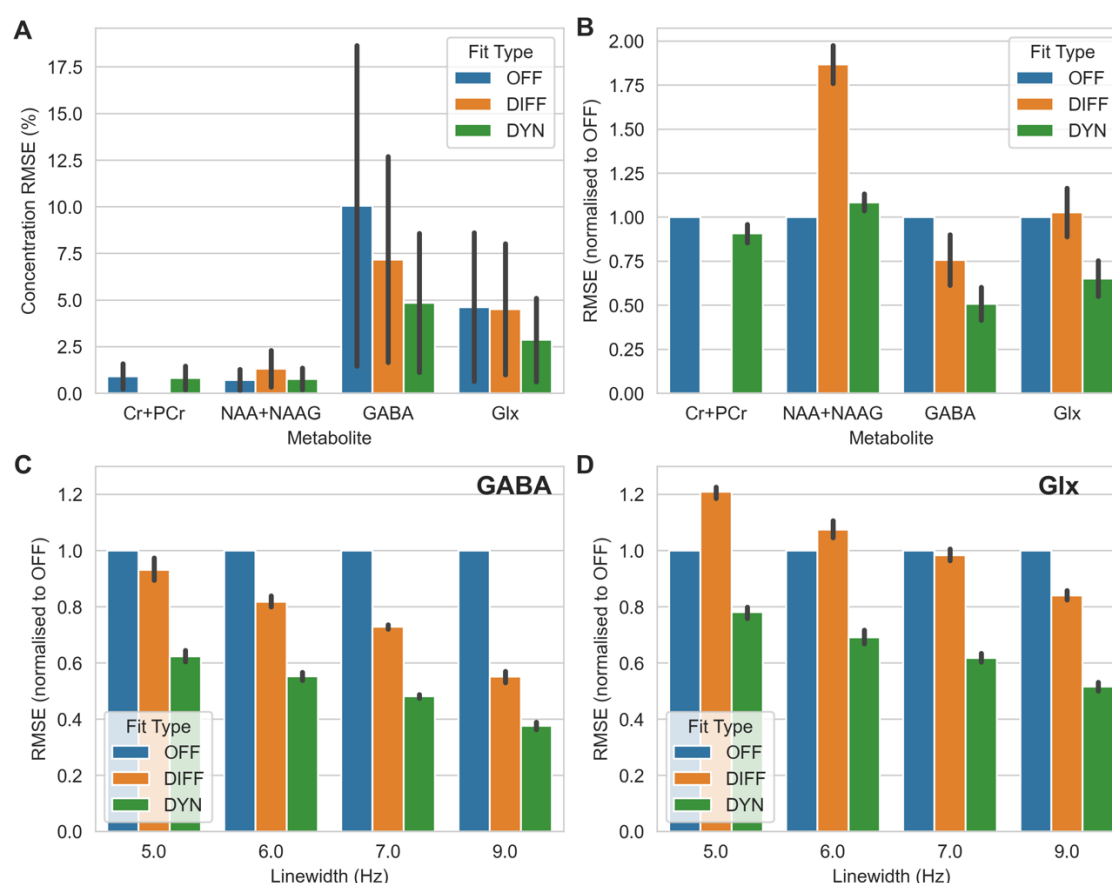 A
Concentration RMSE (%)
17.5
15.0
12.5
10.0
7.5
5.0
2.5
0.0
Fit Type
OFF
DIFF
DYN
Cr+PCr NAA+NAAG GABA Glx
Metabolite
B
RMSE (normalised to OFF)
2.00
1.75
1.50
1.25
1.00
0.75
0.50
0.25
0.00
Fit Type
OFF
DIFF
DYN
Cr+PCr NAA+NAAG GABA Glx
Metabolite
C
GABA
RMSE (normalised to OFF)
1.2
1.0
0.8
0.6
0.4
0.2
0.0
Fit Type
OFF
DIFF
DYN
5.0 6.0 7.0 9.0
Linewidth (Hz)
D
Glx
RMSE (normalised to OFF)
1.2
1.0
0.8
0.6
0.4
0.2
0.0
Fit Type
OFF
DIFF
DYN
5.0 6.0 7.0 9.0
Linewidth (Hz)